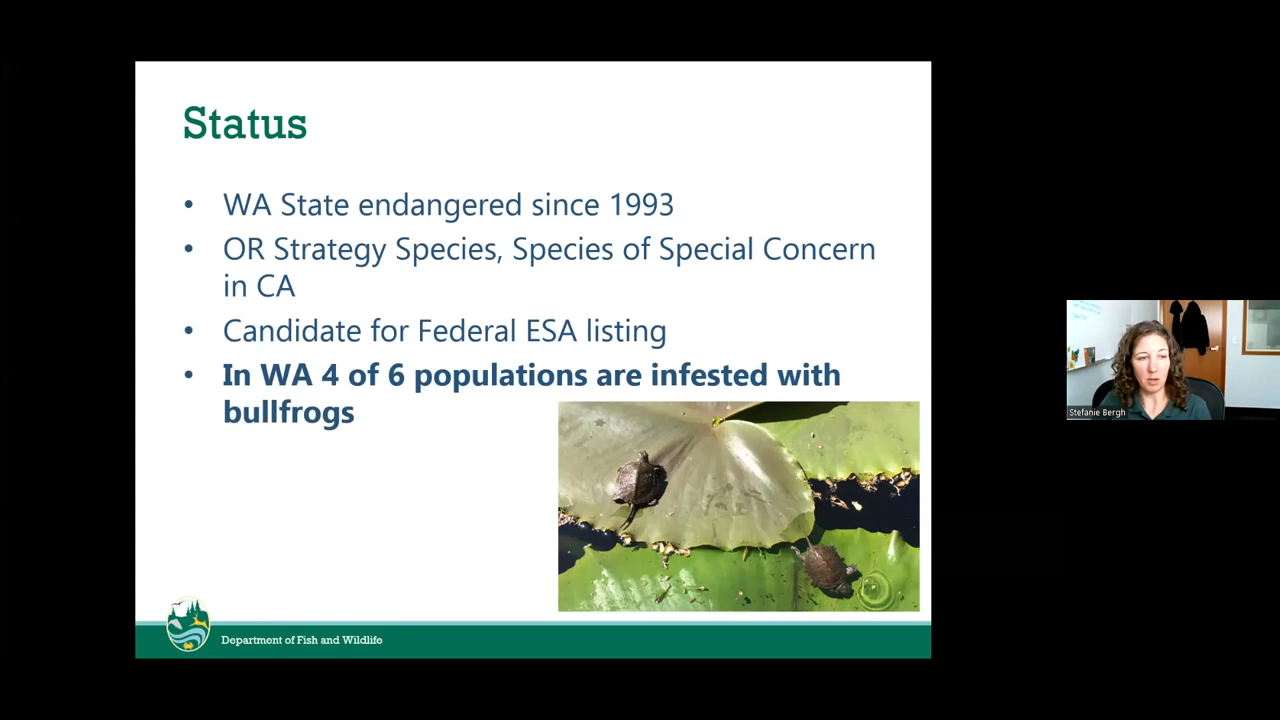 Status
• WA State endangered since 1993
• OR Strategy Species, Species of Special Concern
in CA
• Candidate for Federal ESA listing
• In WA 4 of 6 populations are infested with
bullfrogs
Department of Fish and Wildlife
Stefanie Bergh